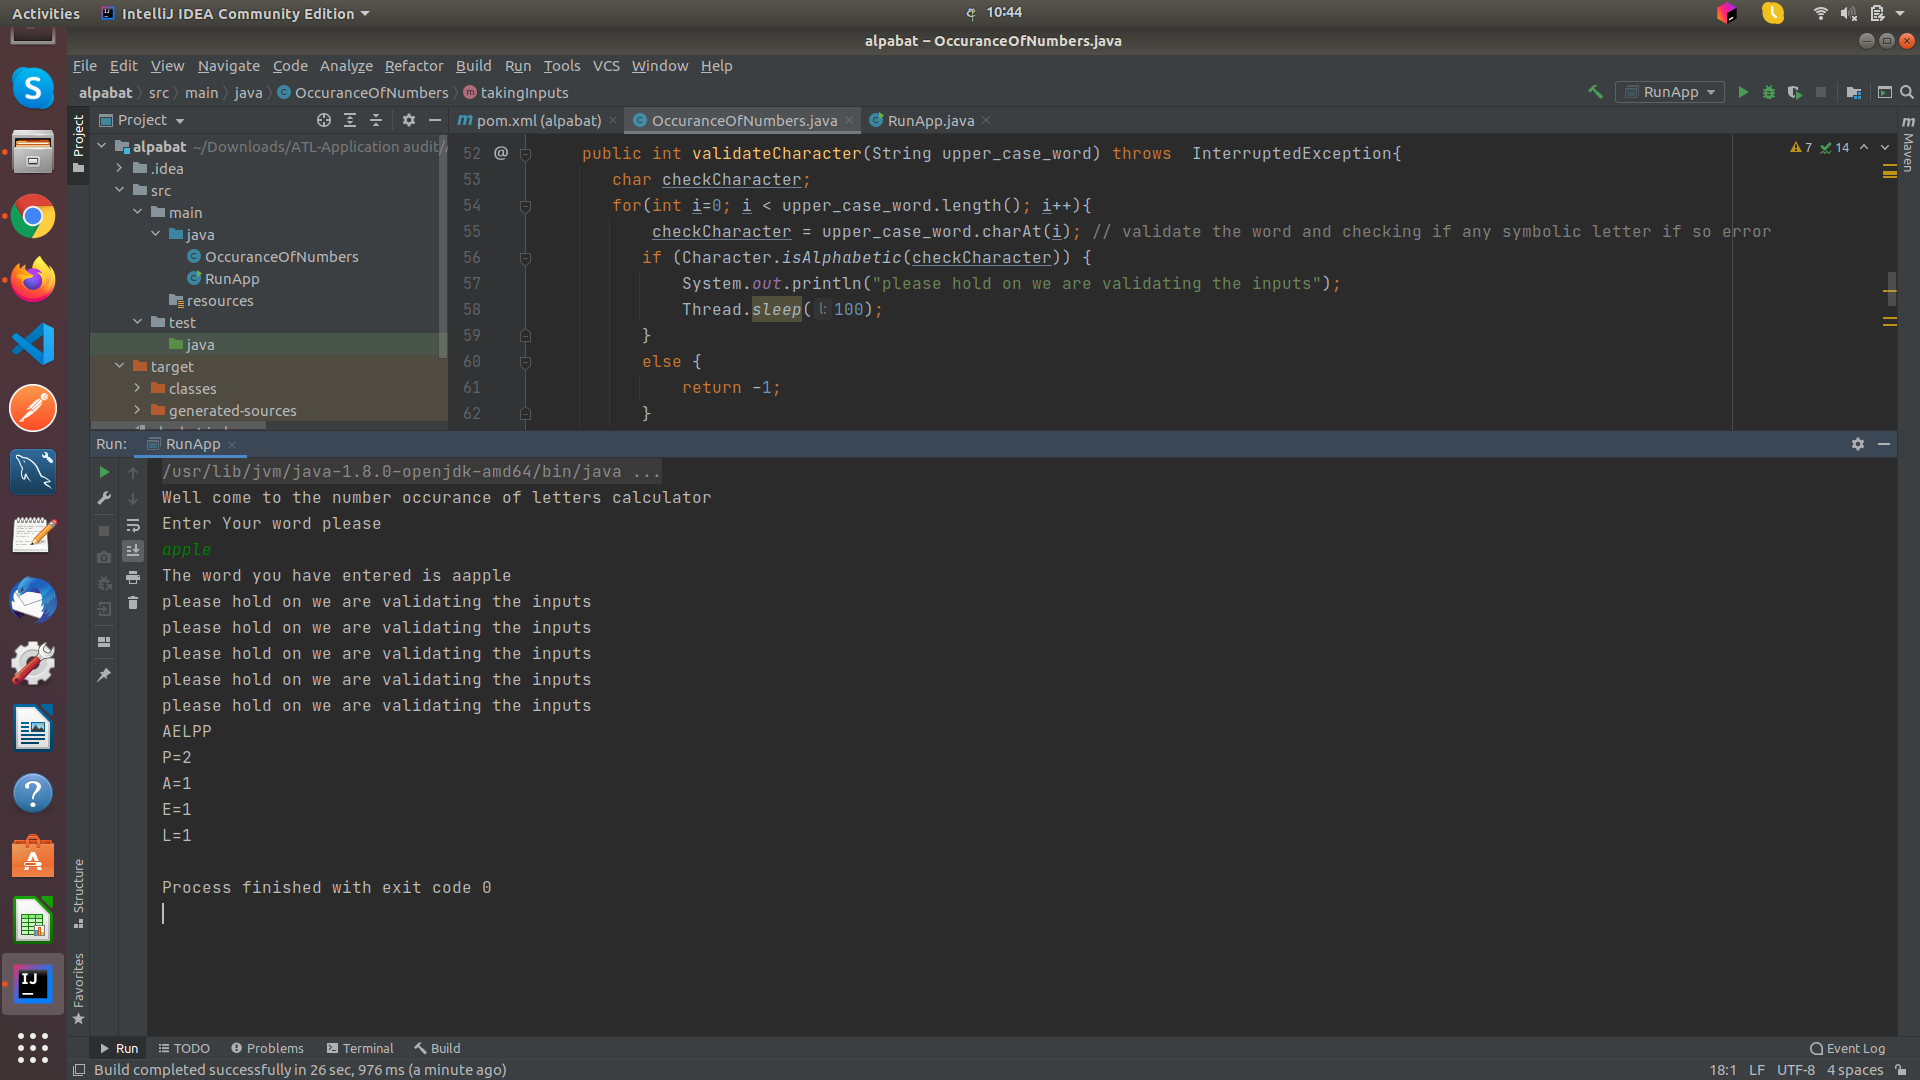 Activities IntelliJ IDEA Community Edition 10:44
alpabat – OccuranceOfNumbers.java
File Edit View Navigate Code Analyze Refactor Build Run Tools VCS Window Help
alpabat src main java OccuranceOfNumbers takingInputs RunApp
Project pom.xml (alpabat) OccuranceOfNumbers.java RunApp.java
Project
Maven
alpabat ~/Downloads/ATL-Application audit/
.idea
src
main
java
OccuranceOfNumbers
RunApp
resources
test
java
target
classes
generated-sources
7 14
52 @ public int validateCharacter(String upper_case_word) throws InterruptedException{
53 char checkCharacter;
54 for(int i=0; i < upper_case_word.length(); i++){
55 checkCharacter = upper_case_word.charAt(i); // validate the word and checking if any symbolic letter if so error
56 if (Character.isAlphabetic(checkCharacter)) {
57 System.out.println("please hold on we are validating the inputs");
58 Thread.sleep( l: 100);
59 }
60 else {
61 return -1;
62 }
Run: RunApp
/usr/lib/jvm/java-1.8.0-openjdk-amd64/bin/java ...
Well come to the number occurance of letters calculator
Enter Your word please
apple
The word you have entered is aapple
please hold on we are validating the inputs
please hold on we are validating the inputs
please hold on we are validating the inputs
please hold on we are validating the inputs
please hold on we are validating the inputs
AELPP
P=2
A=1
E=1
L=1
Process finished with exit code 0
Structure
Favorites
Run TODO Problems Terminal Build Event Log
Build completed successfully in 26 sec, 976 ms (a minute ago) 18:1 LF UTF-8 4 spaces